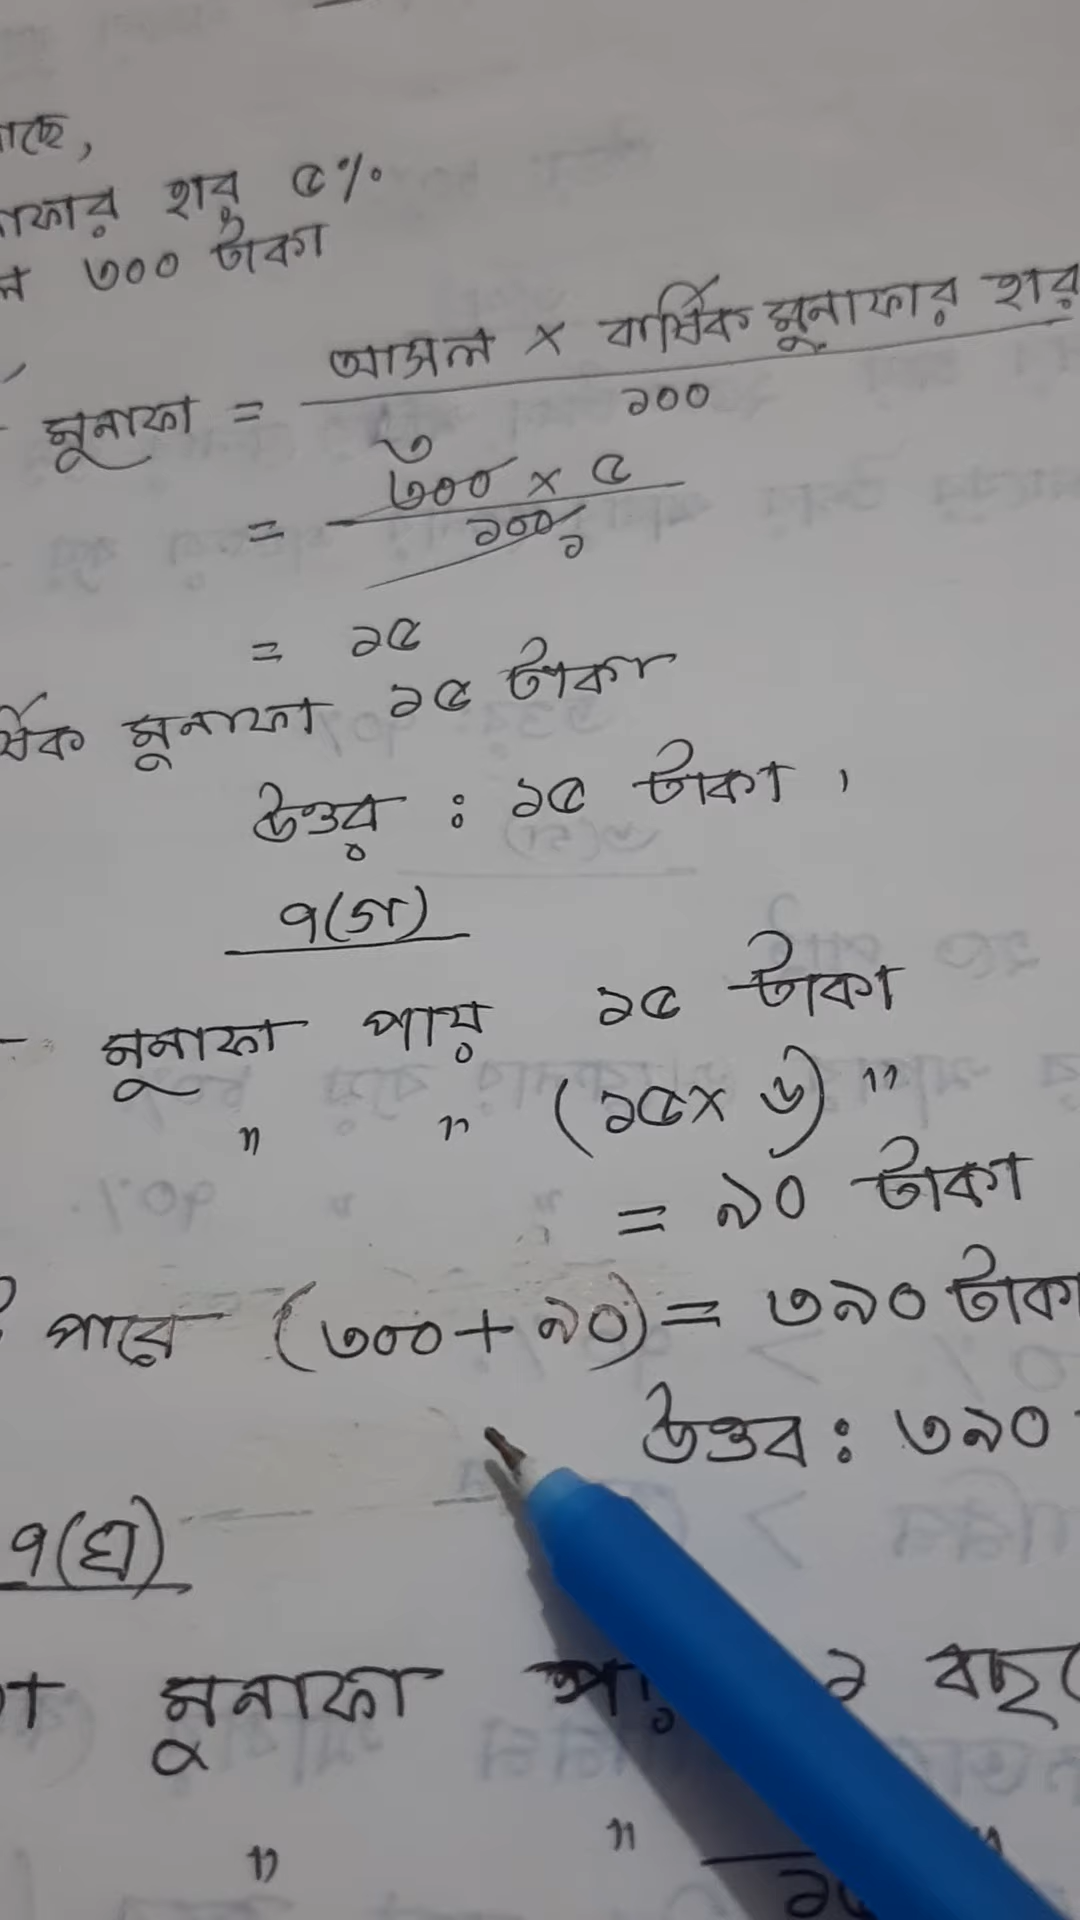 হার ৫%
৩০০ টাকা
আসল × বার্ষিক মুনাফার হার
মুনাফা =
১০০
৩
= ৩০০ × ৫
১০০ ১
= ১৫
মুনাফা ১৫ টাকা
উত্তর : ১৫ টাকা ।
৭(গ)
মুনাফা পায় ১৫ টাকা
" " (১৫× ৬) "
= ৯০ টাকা
পাবে (৩০০+৯০)= ৩৯০ টাকা
উত্তর : ৩৯০
৭(ঘ)
মুনাফা ১
" "